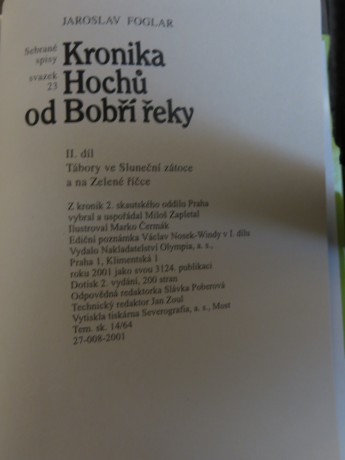 JAROSLAV FOGLAR
Sebrané
spisy
svazek
23
Kronika
Hochů
od Bobří řeky
II. díl
Tábory ve Sluneční zátoce
a na Zelené říčce
Z kronik 2. skautského oddílu Praha
vybral a uspořádal Miloš Zapletal
Ilustroval Marko Čermák
Ediční poznámka Václav Nosek-Windy v I. díle
Vydalo Nakladatelství Olympia, a. s.,
Praha 1, Klimentská 1
roku 2001 jako svou 3124. publikaci
Dotisk 2. vydání, 200 stran
Odpovědná redaktorka Slávka Poberová
Technický redaktor Jan Zoul
Vytiskla tiskárna Severografia, a. s., Most
Tem. sk. 14/64
27-008-2001